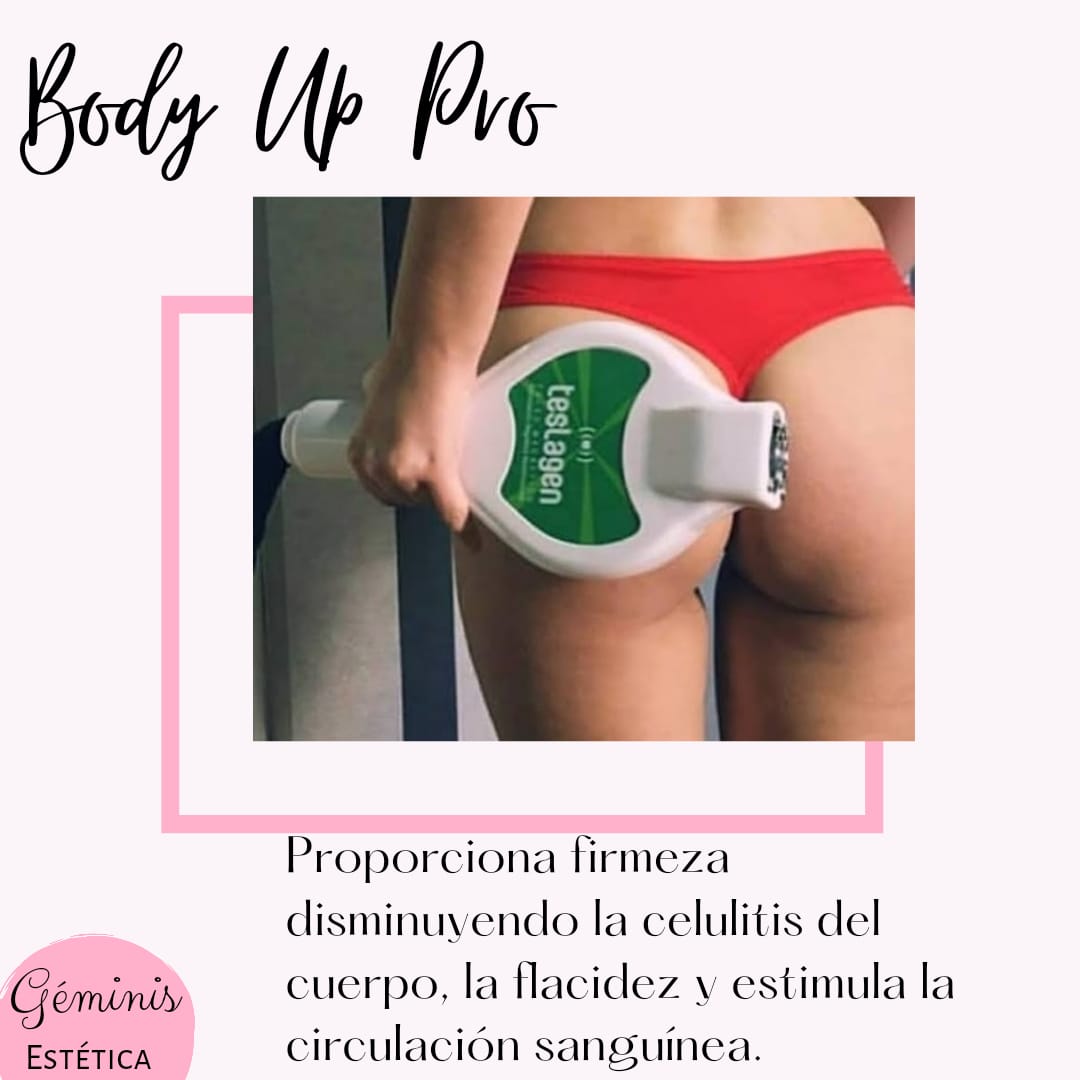 Body Up Pro
teslagen
Proporciona firmeza
disminuyendo la celulitis del
cuerpo, la flacidez y estimula la
circulación sanguínea.
Géminis
Estética